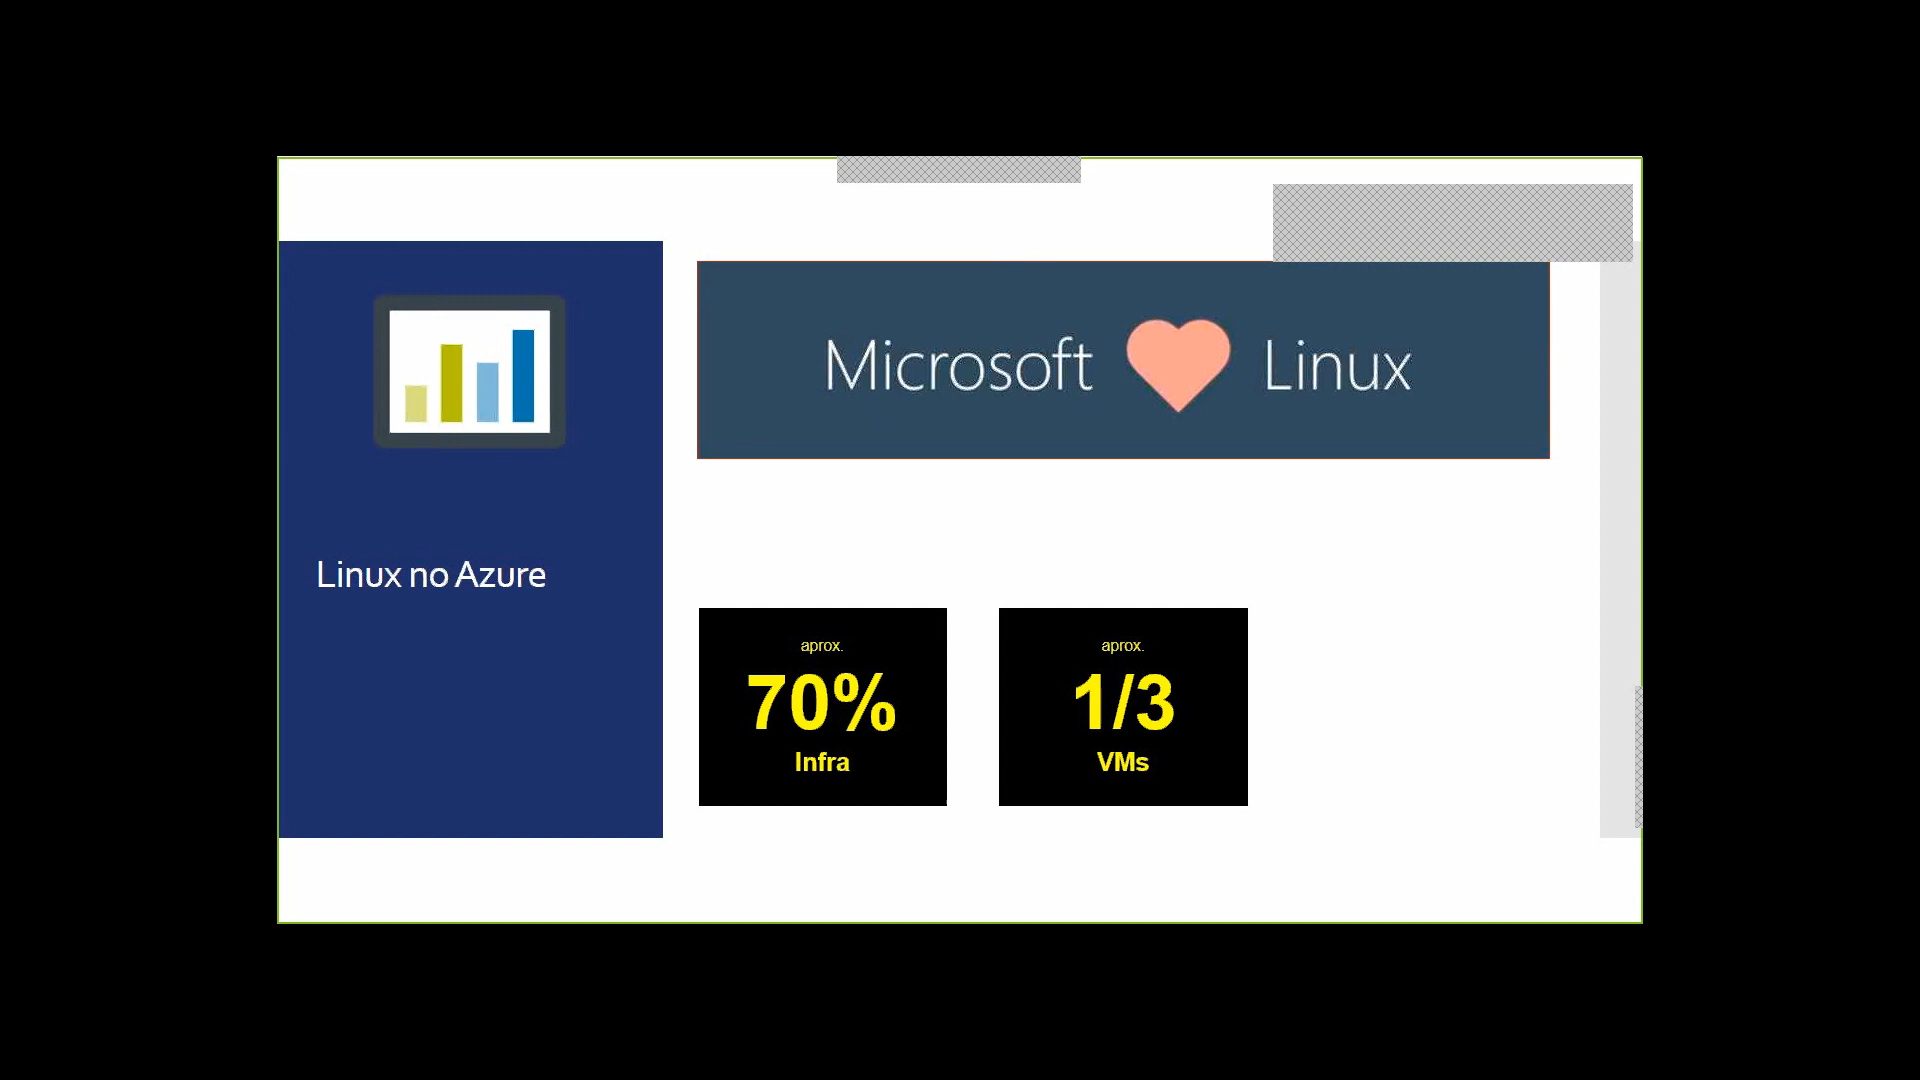 Microsoft Linux
Linux no Azure
aprox.
70%
Infra
aprox.
1/3
VMs